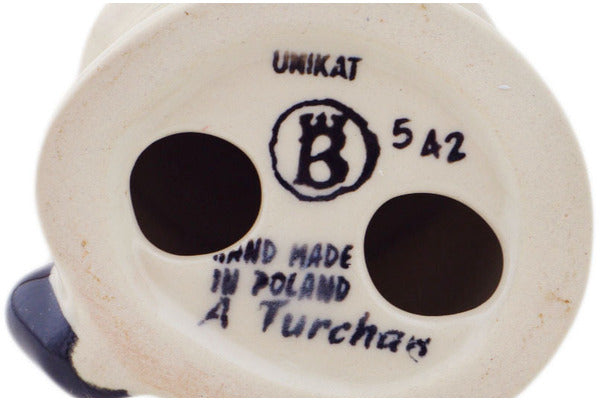 UNIKAT
B 5A2
HAND MADE
IN POLAND
A Turchan